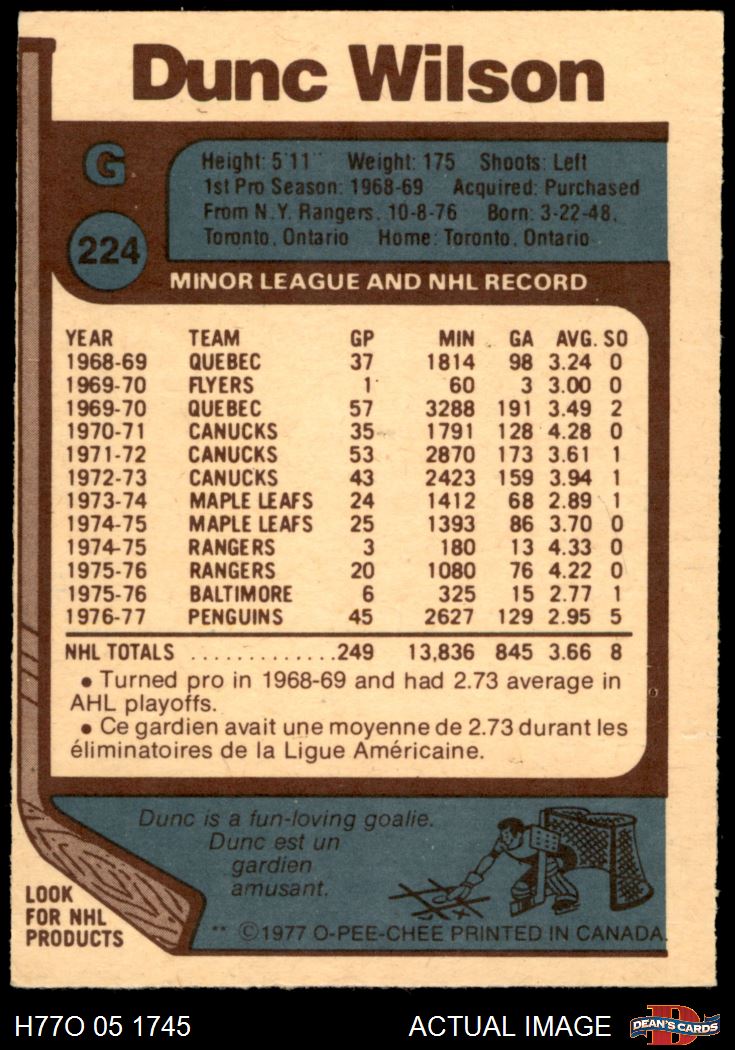 Dunc Wilson
G
224
Height: 5'11" Weight: 175 Shoots: Left
1st Pro Season: 1968-69 Acquired: Purchased
From N.Y. Rangers, 10-8-76 Born: 3-22-48,
Toronto, Ontario Home: Toronto, Ontario
MINOR LEAGUE AND NHL RECORD
YEAR TEAM GP MIN GA AVG. SO
1968-69 QUEBEC 37 1814 98 3.24 0
1969-70 FLYERS 1 60 3 3.00 0
1969-70 QUEBEC 57 3288 191 3.49 2
1970-71 CANUCKS 35 1791 128 4.28 0
1971-72 CANUCKS 53 2870 173 3.61 1
1972-73 CANUCKS 43 2423 159 3.94 1
1973-74 MAPLE LEAFS 24 1412 68 2.89 1
1974-75 MAPLE LEAFS 25 1393 86 3.70 0
1974-75 RANGERS 3 180 13 4.33 0
1975-76 RANGERS 20 1080 76 4.22 0
1975-76 BALTIMORE 6 325 15 2.77 1
1976-77 PENGUINS 45 2627 129 2.95 5
NHL TOTALS .............249 13,836 845 3.66 8
• Turned pro in 1968-69 and had 2.73 average in
AHL playoffs.
• Ce gardien avait une moyenne de 2.73 durant les
éliminatoires de la Ligue Américaine.
Dunc is a fun-loving goalie.
Dunc est un
gardien
amusant.
LOOK
FOR NHL
PRODUCTS
** ©1977 O-PEE-CHEE PRINTED IN CANADA.
H77O 05 1745
ACTUAL IMAGE
D
DEAN'S CARDS